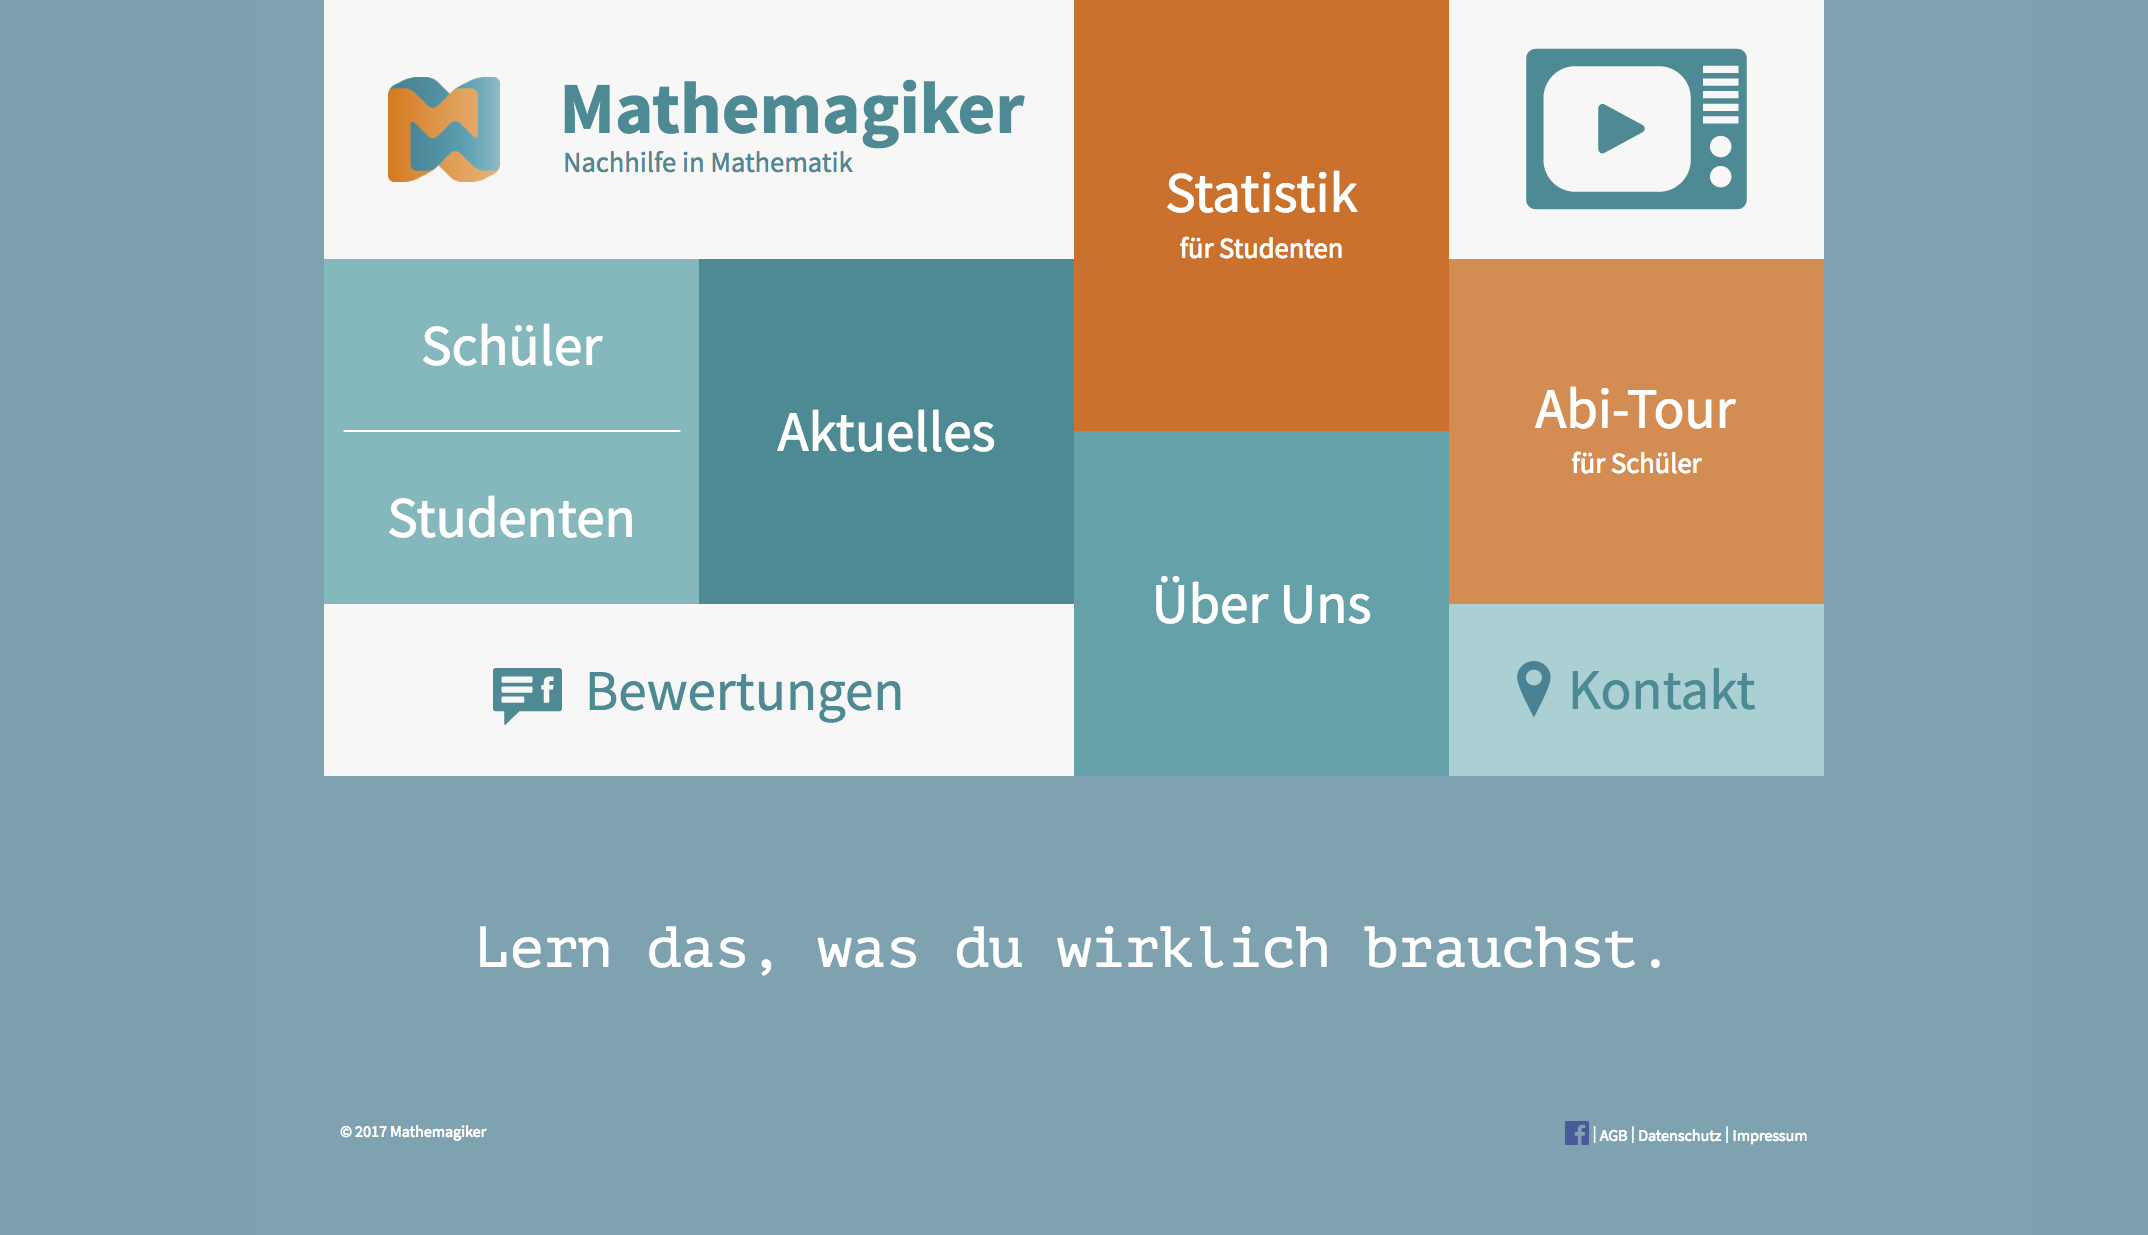 Mathemagiker
Nachhilfe in Mathematik
Statistik
für Studenten
Schüler
Studenten
Aktuelles
Abi-Tour
für Schüler
Über Uns
f Bewertungen
Kontakt
Lern das, was du wirklich brauchst.
© 2017 Mathemagiker
f | AGB | Datenschutz | Impressum